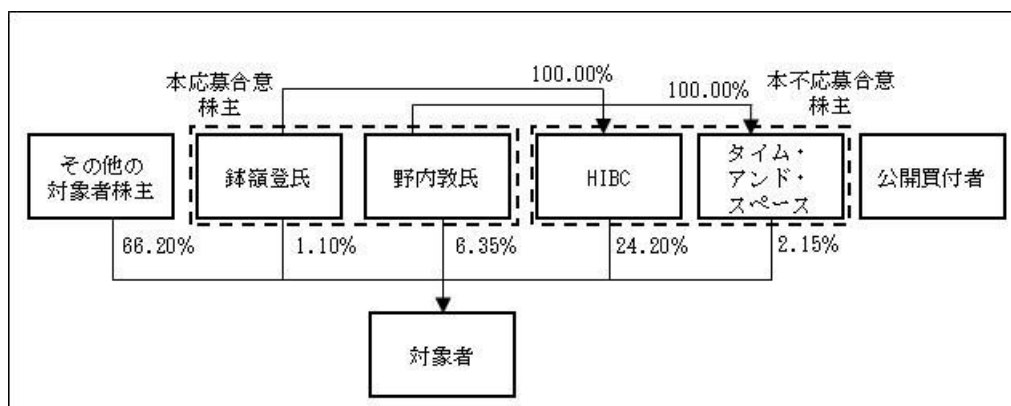 100.00%
本応募合意
株主
100.00%
本不応募合意
株主
その他の
対象者株主
鉢嶺登氏
野内敦氏
HIBC
タイム・
アンド・
スペース
公開買付者
66.20%
1.10%
6.35%
24.20%
2.15%
対象者